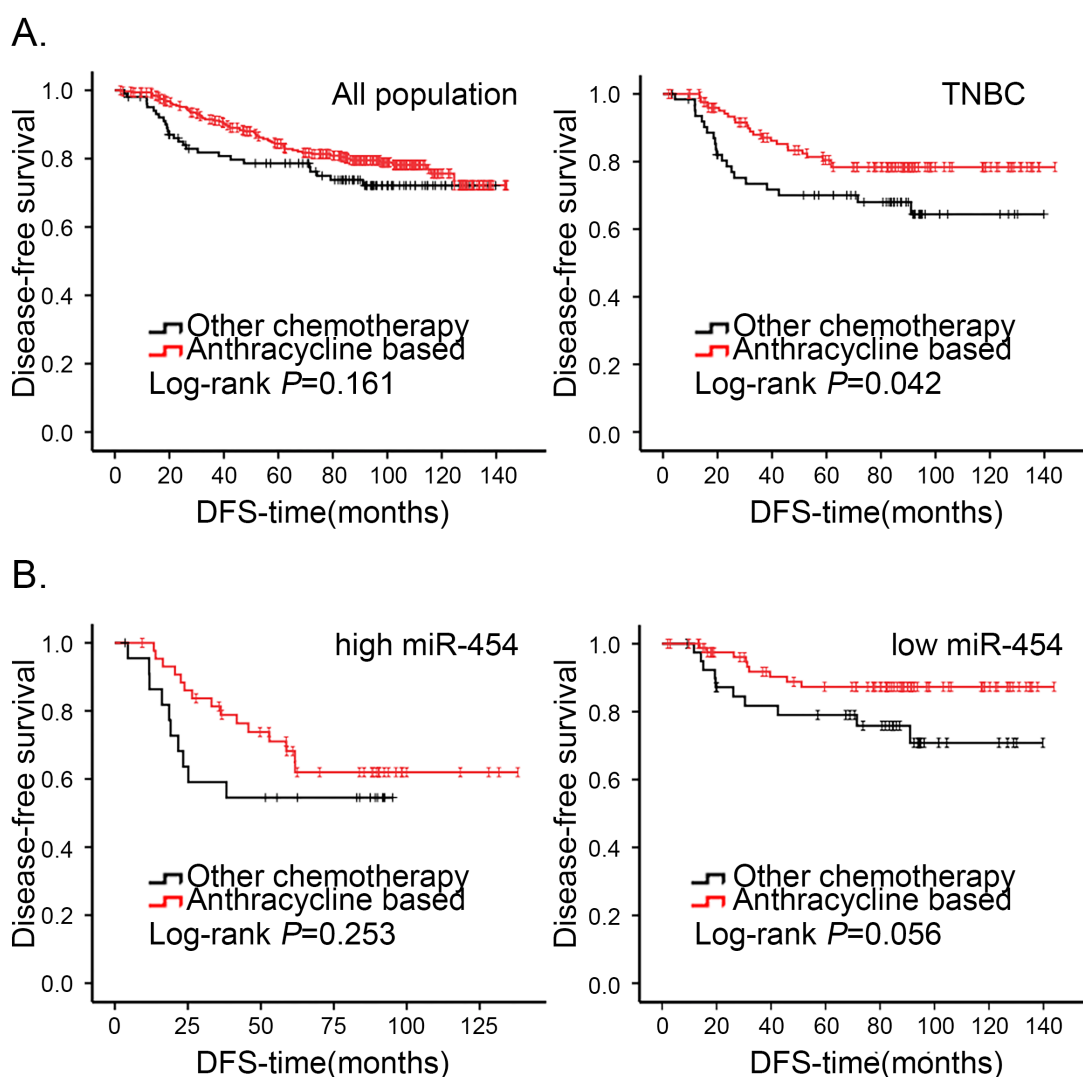 A.
All population
Disease-free survival
1.0
0.8
0.6
0.4
0.2
0.0
Other chemotherapy
Anthracycline based
Log-rank P=0.161
0 20 40 60 80 100 120 140
DFS-time(months)
TNBC
Disease-free survival
1.0
0.8
0.6
0.4
0.2
0.0
Other chemotherapy
Anthracycline based
Log-rank P=0.042
0 20 40 60 80 100 120 140
DFS-time(months)
B.
high miR-454
Disease-free survival
1.0
0.8
0.6
0.4
0.2
0.0
Other chemotherapy
Anthracycline based
Log-rank P=0.253
0 25 50 75 100 125
DFS-time(months)
low miR-454
Disease-free survival
1.0
0.8
0.6
0.4
0.2
0.0
Other chemotherapy
Anthracycline based
Log-rank P=0.056
0 20 40 60 80 100 120 140
DFS-time(months)